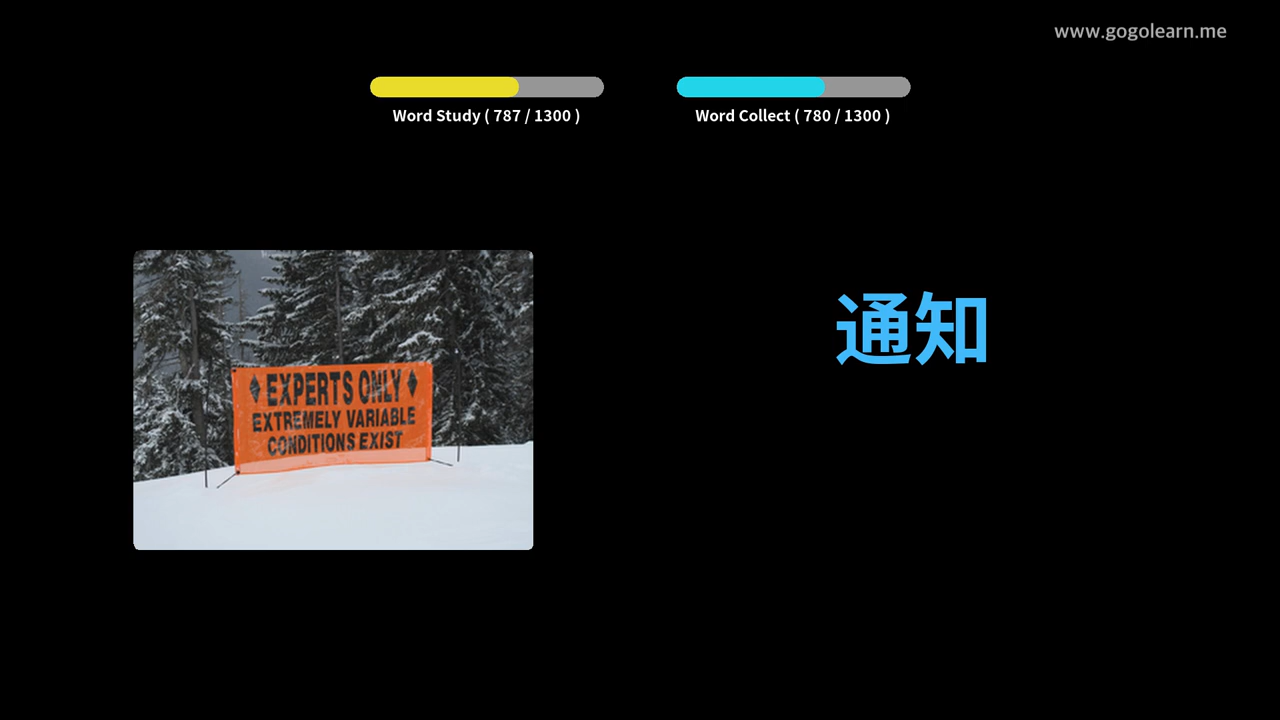 www.gogolearn.me
Word Study ( 787 / 1300 )
Word Collect ( 780 / 1300 )
通知
EXPERTS ONLY
EXTREMELY VARIABLE
CONDITIONS EXIST